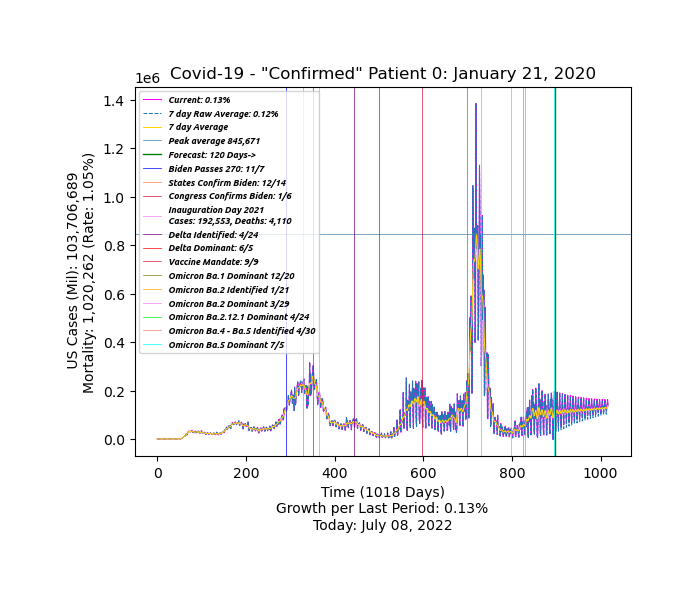 Covid-19 - "Confirmed" Patient 0: January 21, 2020
1e6
1.4
1.2
1.0
0.8
0.6
0.4
0.2
0.0
US Cases (Mil): 103,706,689
Mortality: 1,020,262 (Rate: 1.05%)
Current: 0.13%
7 day Raw Average: 0.12%
7 day Average
Peak average 845,671
Forecast: 120 Days->
Biden Passes 270: 11/7
States Confirm Biden: 12/14
Congress Confirms Biden: 1/6
Inauguration Day 2021
Cases: 192,553, Deaths: 4,110
Delta Identified: 4/24
Delta Dominant: 6/5
Vaccine Mandate: 9/9
Omicron Ba.1 Dominant 12/20
Omicron Ba.2 Identified 1/21
Omicron Ba.2 Dominant 3/29
Omicron Ba.2.12.1 Dominant 4/24
Omicron Ba.4 - Ba.5 Identified 4/30
Omicron Ba.5 Dominant 7/5
0 200 400 600 800 1000
Time (1018 Days)
Growth per Last Period: 0.13%
Today: July 08, 2022